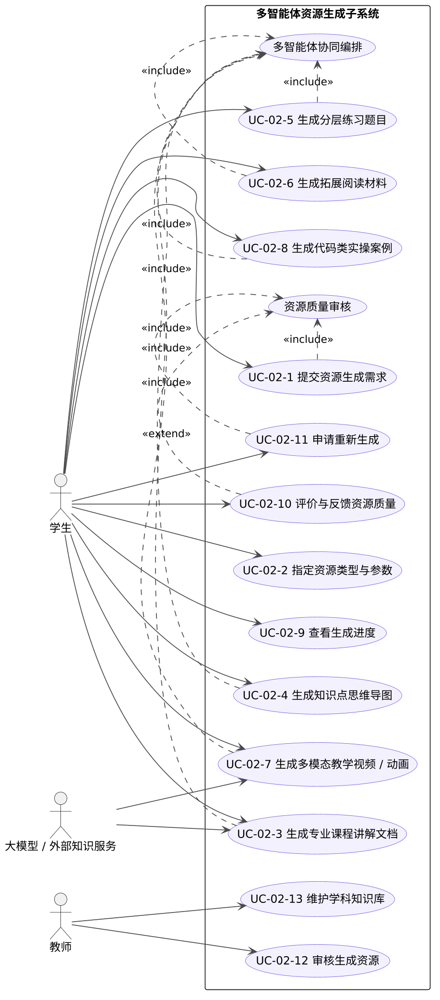 多智能体资源生成子系统
多智能体协同编排
«include»
«include»
UC-02-5 生成分层练习题目
UC-02-6 生成拓展阅读材料
«include»
UC-02-8 生成代码类实操案例
«include»
资源质量审核
«include»
«include»
«include»
UC-02-1 提交资源生成需求
«include»
«extend»
UC-02-11 申请重新生成
UC-02-10 评价与反馈资源质量
学生
UC-02-2 指定资源类型与参数
UC-02-9 查看生成进度
UC-02-4 生成知识点思维导图
UC-02-7 生成多模态教学视频 / 动画
UC-02-3 生成专业课程讲解文档
大模型 / 外部知识服务
UC-02-13 维护学科知识库
教师
UC-02-12 审核生成资源